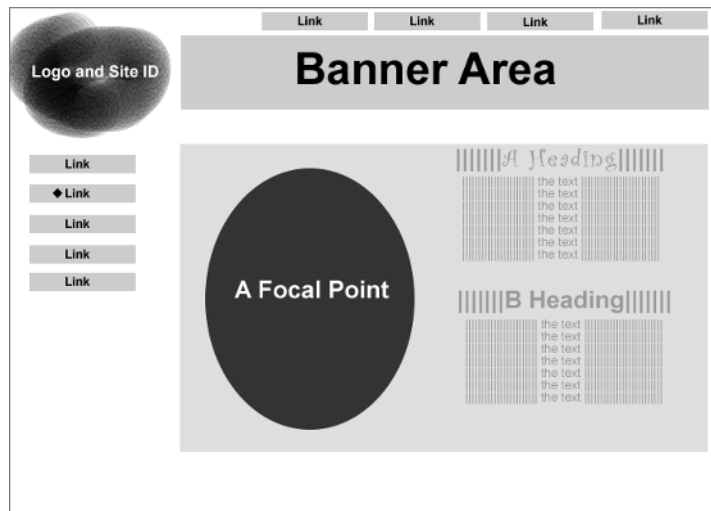 Link Link Link Link
Logo and Site ID
Banner Area
Link
◆Link
Link
Link
Link
A Focal Point
|||||||A Heading|||||||
the text
the text
the text
the text
the text
the text
the text
|||||||B Heading|||||||
the text
the text
the text
the text
the text
the text
the text